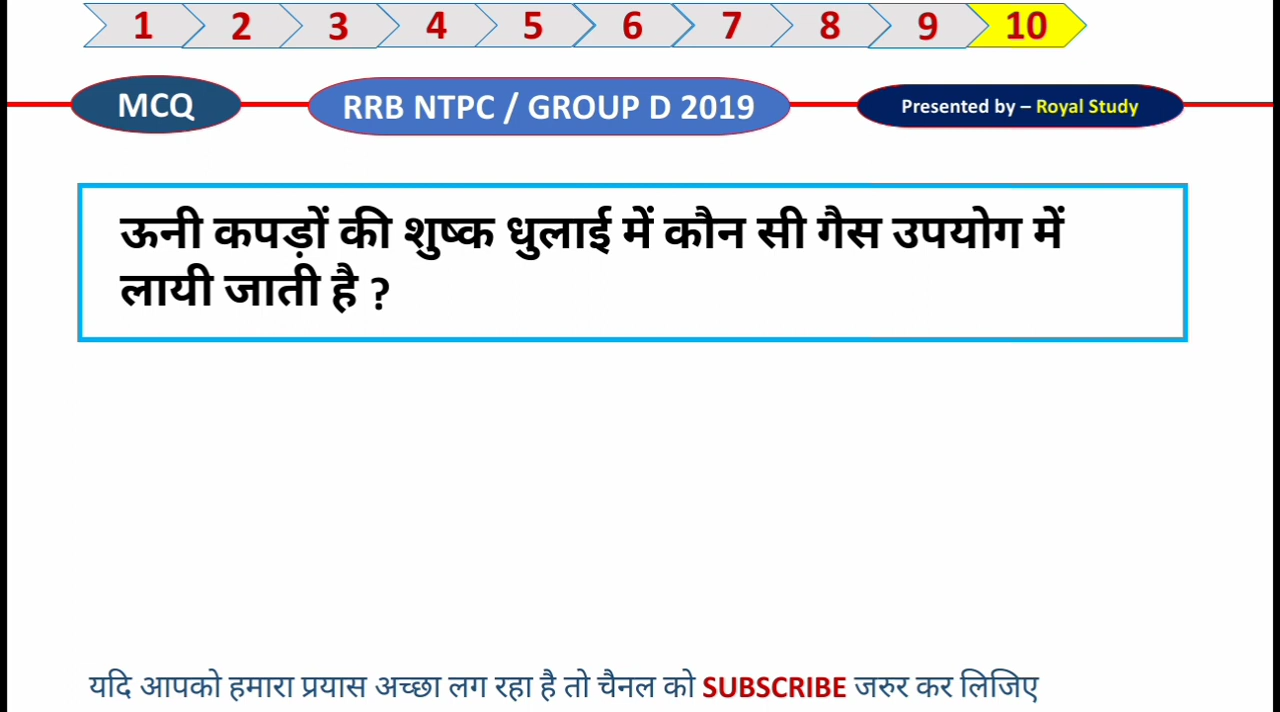 1 2 3 4 5 6 7 8 9 10
MCQ RRB NTPC / GROUP D 2019 Presented by – Royal Study
ऊनी कपड़ों की शुष्क धुलाई में कौन सी गैस उपयोग में
लायी जाती है ?
यदि आपको हमारा प्रयास अच्छा लग रहा है तो चैनल को SUBSCRIBE जरुर कर लिजिए